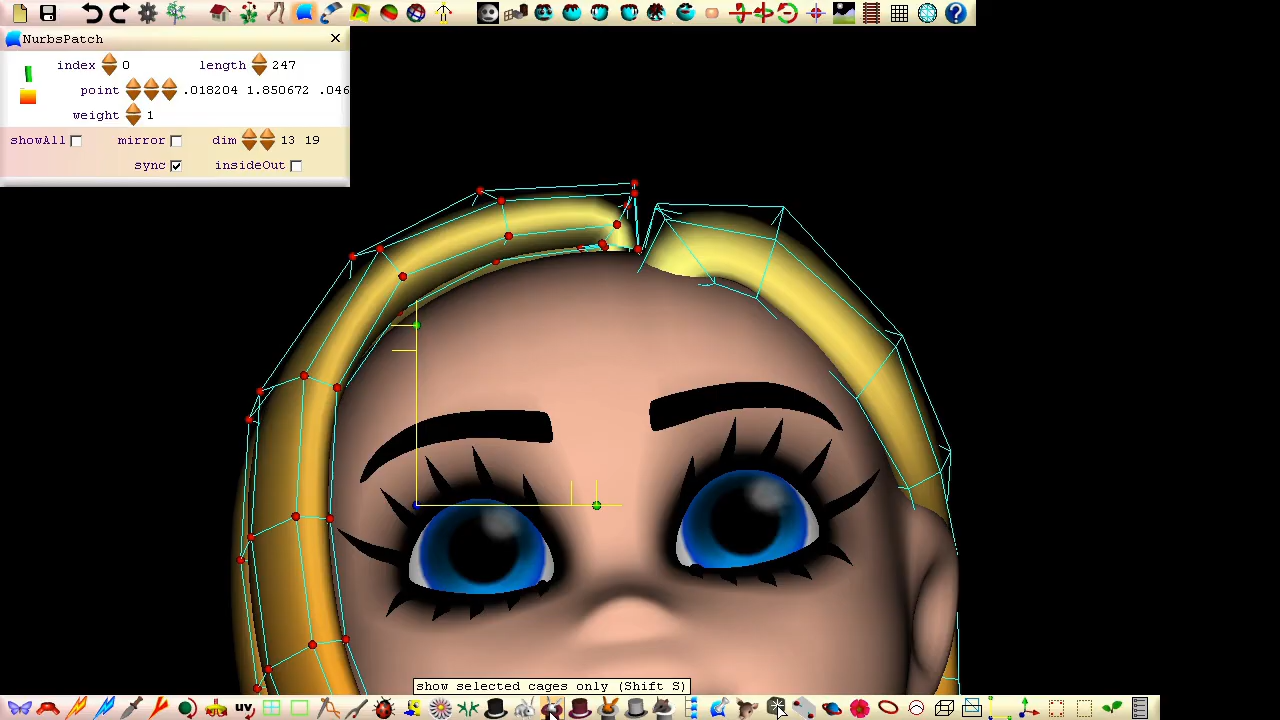 NurbsPatch
index 0 length 247
point .018204 1.850672 .046
weight 1
showAll mirror dim 13 19
sync insideOut
show selected cages only (Shift S)
uv